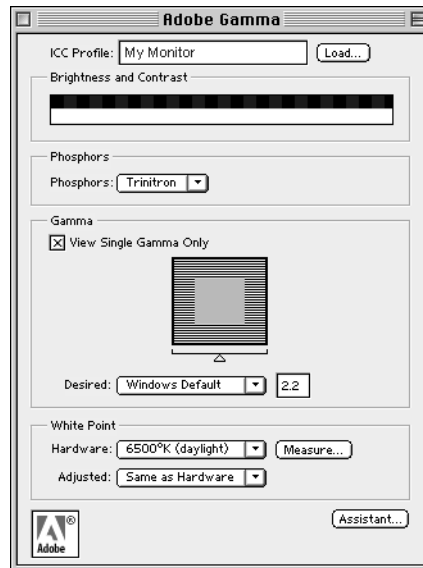 Adobe Gamma
ICC Profile: My Monitor Load...
Brightness and Contrast
Phosphors
Phosphors: Trinitron
Gamma
View Single Gamma Only
Desired: Windows Default 2.2
White Point
Hardware: 6500°K (daylight) Measure...
Adjusted: Same as Hardware
Assistant...
®
Adobe